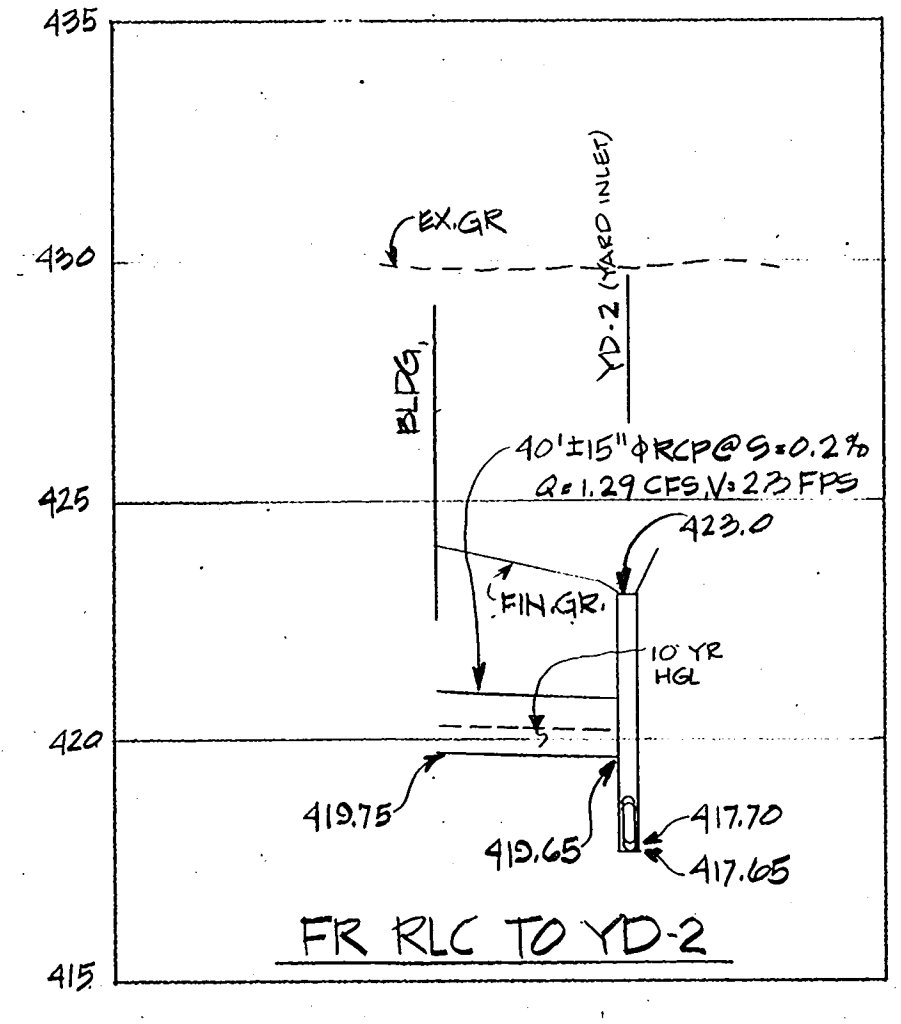 435
430
425
420
415
EX.GR
YD-2 (YARD INLET)
BLDG.
40'±15"ΦRCP@S=0.2%
Q=1.29 CFS,V=2.3 FPS
423.0
FIN.GR.
10 YR
HGL
419.75
419.65
417.70
417.65
FR RLC TO YD-2